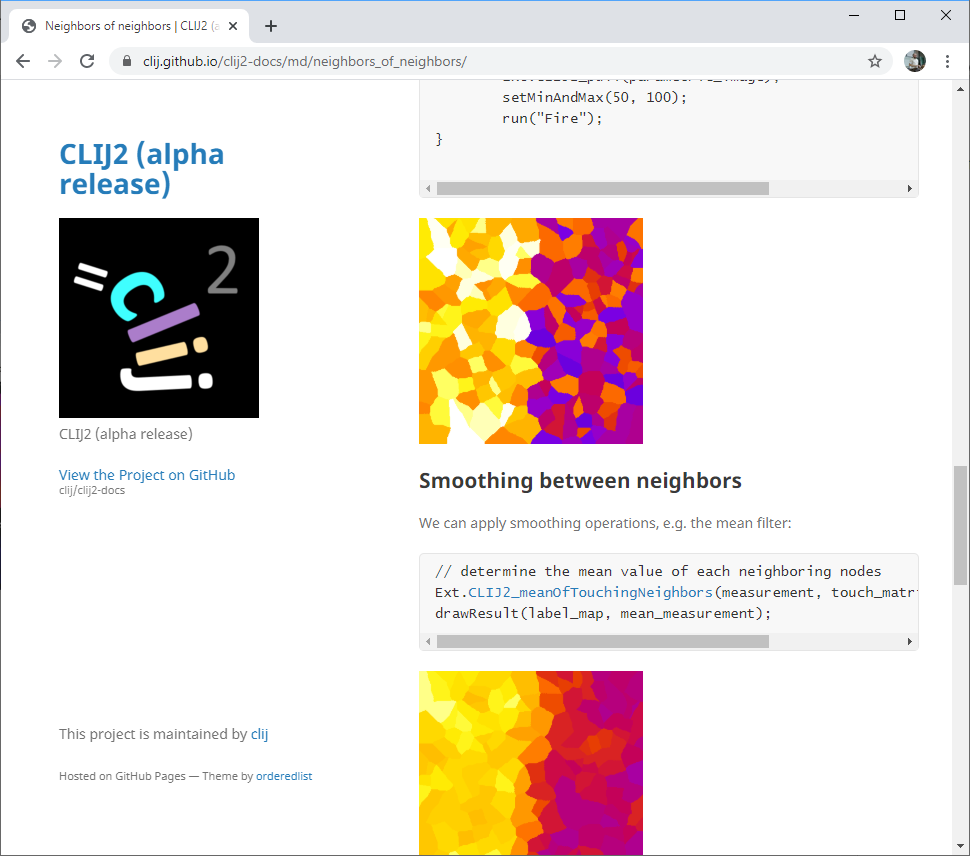 Neighbors of neighbors | CLIJ2 (a
clij.github.io/clij2-docs/md/neighbors_of_neighbors/
CLIJ2 (alpha
release)
2
=clij
CLIJ2 (alpha release)
View the Project on GitHub
clij/clij2-docs
This project is maintained by clij
Hosted on GitHub Pages — Theme by orderedlist
setMinAndMax(50, 100);
run("Fire");
}
Smoothing between neighbors
We can apply smoothing operations, e.g. the mean filter:
// determine the mean value of each neighboring nodes
Ext.CLIJ2_meanOfTouchingNeighbors(measurement, touch_matr
drawResult(label_map, mean_measurement);